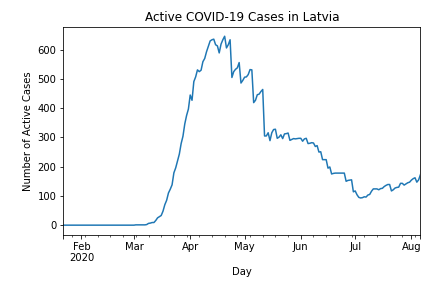 Active COVID-19 Cases in Latvia
Number of Active Cases
600
500
400
300
200
100
0
Feb
2020
Mar
Apr
May
Jun
Jul
Aug
Day